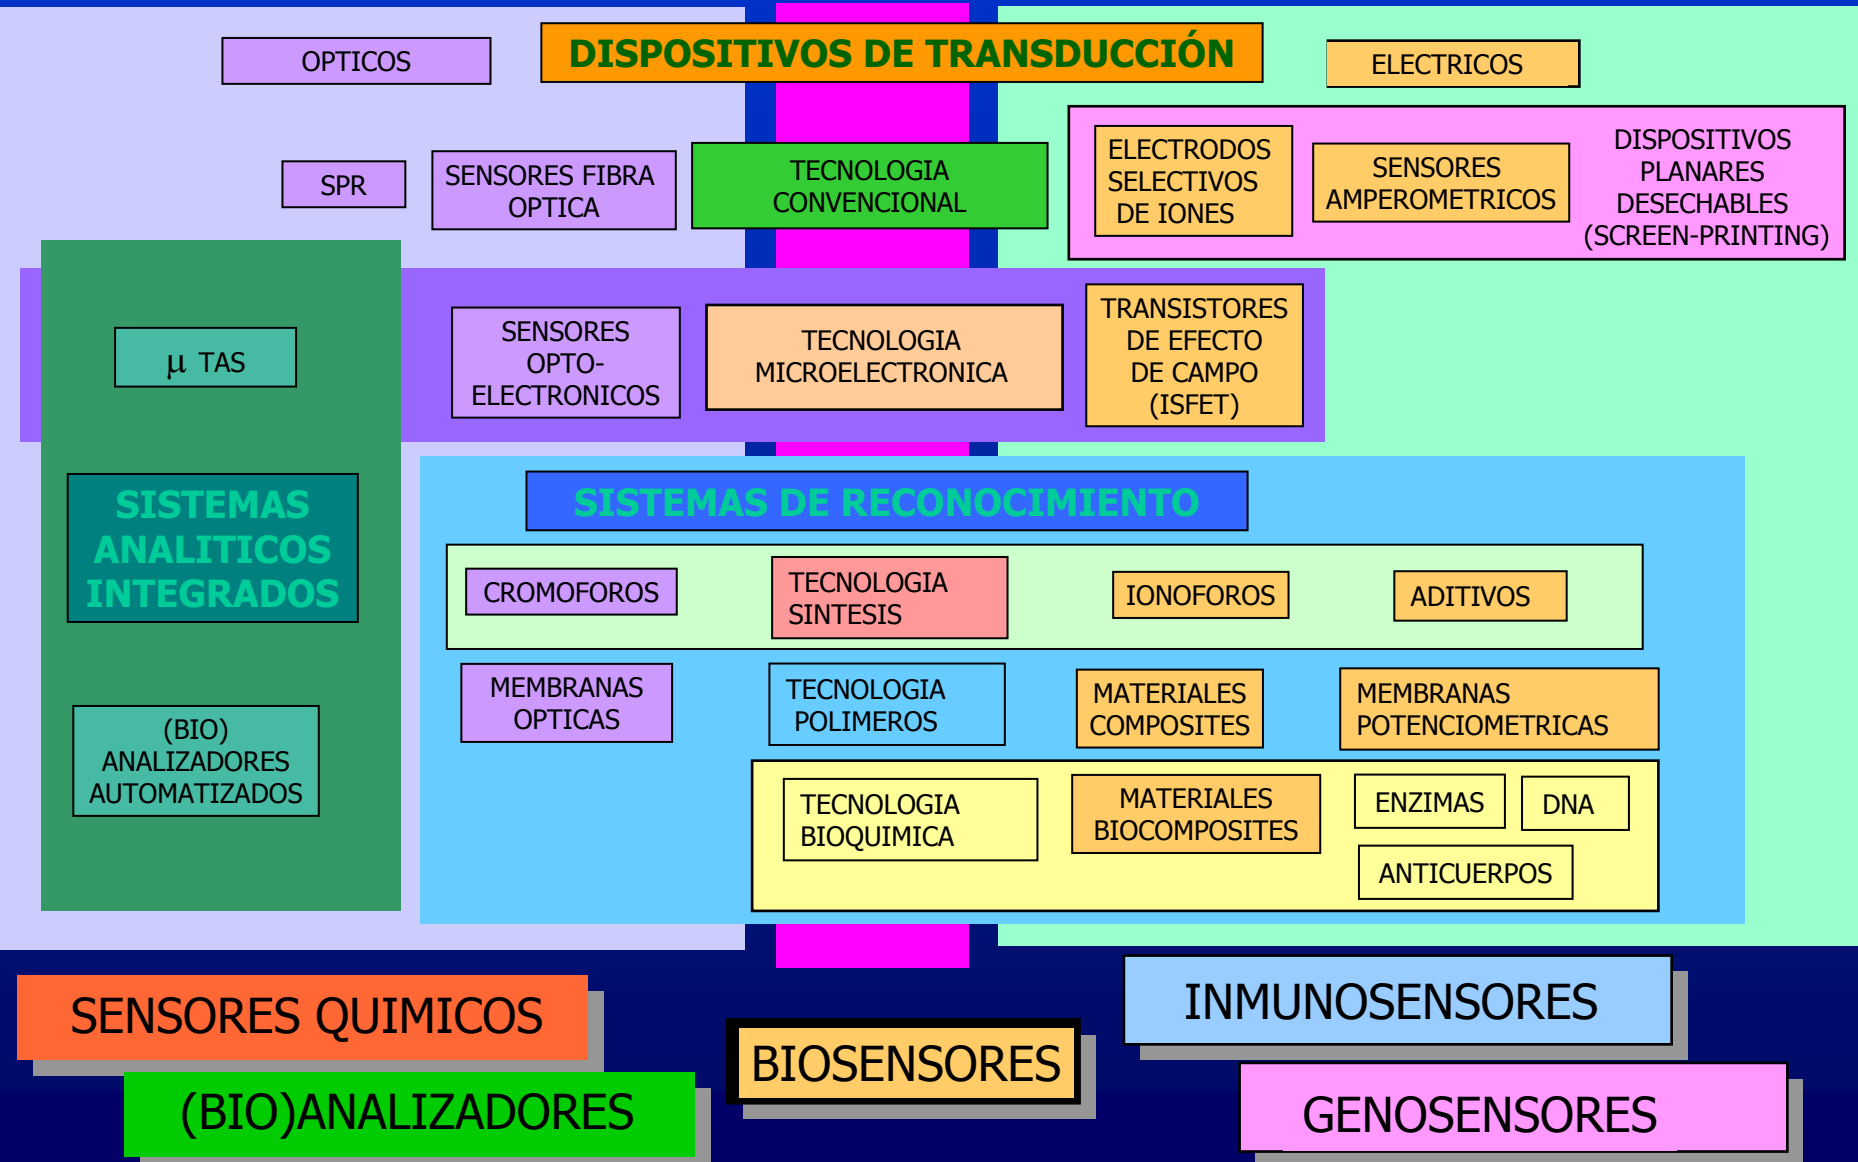 OPTICOS
DISPOSITIVOS DE TRANSDUCCIÓN
ELECTRICOS
SPR
SENSORES FIBRA
OPTICA
TECNOLOGIA
CONVENCIONAL
ELECTRODOS
SELECTIVOS
DE IONES
SENSORES
AMPEROMETRICOS
DISPOSITIVOS
PLANARES
DESECHABLES
(SCREEN-PRINTING)
μ TAS
SENSORES
OPTO-
ELECTRONICOS
TECNOLOGIA
MICROELECTRONICA
TRANSISTORES
DE EFECTO
DE CAMPO
(ISFET)
SISTEMAS
ANALITICOS
INTEGRADOS
SISTEMAS DE RECONOCIMIENTO
CROMOFOROS
TECNOLOGIA
SINTESIS
IONOFOROS
ADITIVOS
MEMBRANAS
OPTICAS
TECNOLOGIA
POLIMEROS
MATERIALES
COMPOSITES
MEMBRANAS
POTENCIOMETRICAS
(BIO)
ANALIZADORES
AUTOMATIZADOS
TECNOLOGIA
BIOQUIMICA
MATERIALES
BIOCOMPOSITES
ENZIMAS
DNA
ANTICUERPOS
SENSORES QUIMICOS
(BIO)ANALIZADORES
BIOSENSORES
INMUNOSENSORES
GENOSENSORES